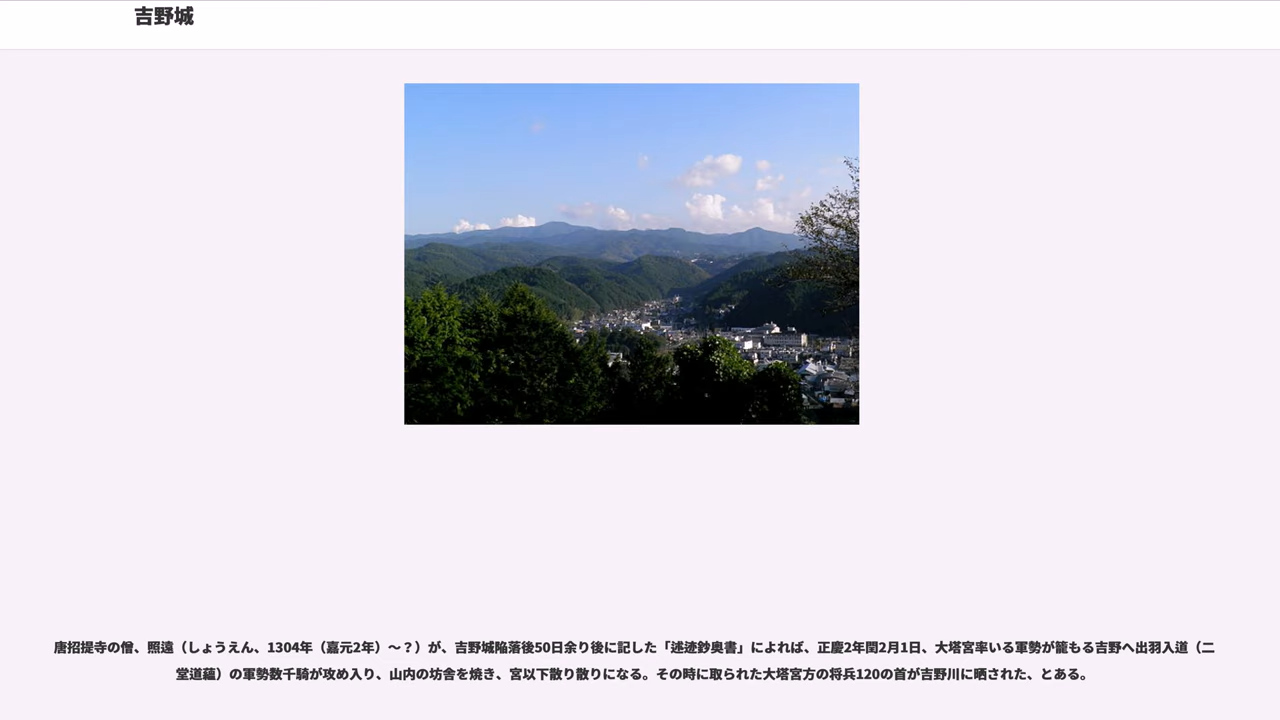 吉野城
唐招提寺の僧、照遠（しょうえん、1304年（嘉元2年）〜？）が、吉野城陥落後50日余り後に記した「述迹鈔奥書」によれば、正慶2年閏2月1日、大塔宮率いる軍勢が籠もる吉野へ出羽入道（二
堂道蘊）の軍勢数千騎が攻め入り、山内の坊舎を焼き、宮以下散り散りになる。その時に取られた大塔宮方の将兵120の首が吉野川に晒された、とある。